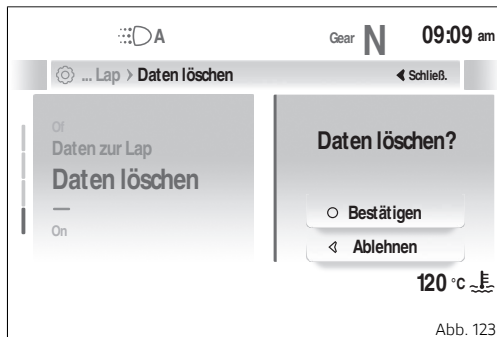 A Gear N 09:09 am
... Lap › Daten löschen Schließ.
Of
Daten zur Lap
Daten löschen
On
Daten löschen?
Bestätigen
Ablehnen
120 °C
Abb. 123